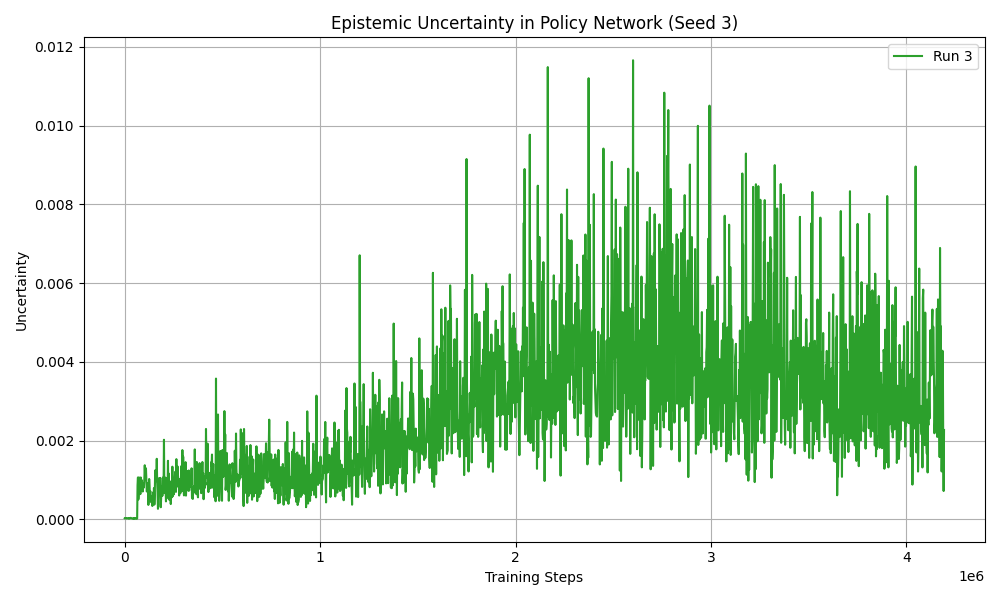 Epistemic Uncertainty in Policy Network (Seed 3)
Run 3
0.012
0.010
0.008
0.006
0.004
0.002
0.000
Uncertainty
0 1 2 3 4
1e6
Training Steps